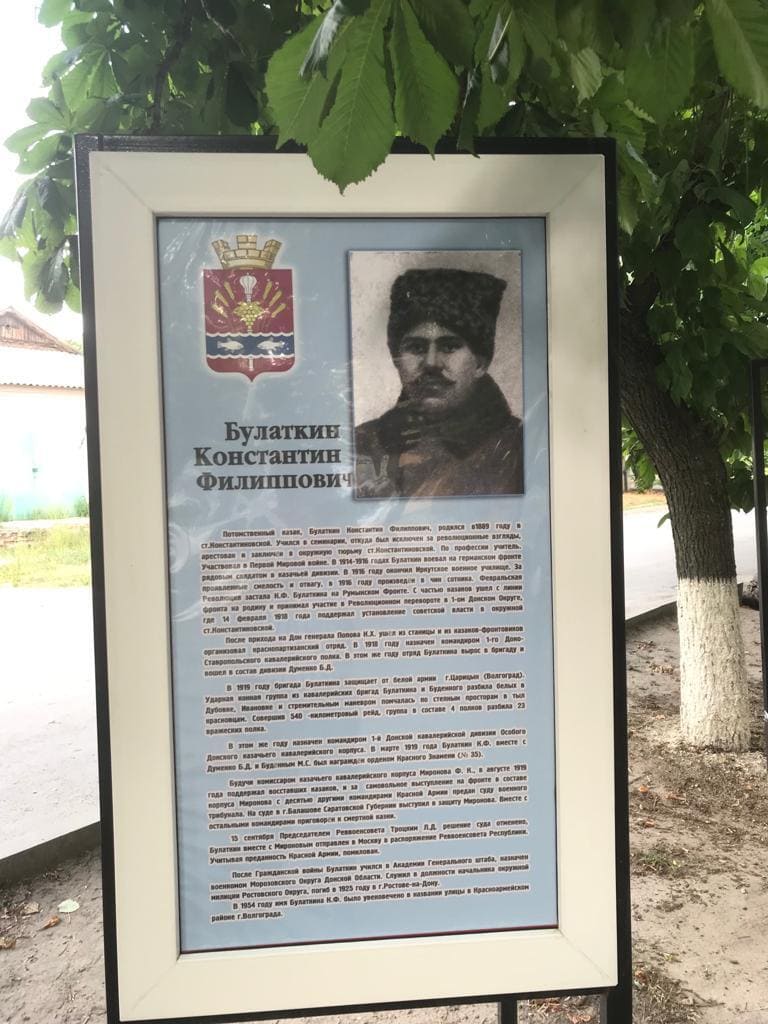 Булаткин
Константин
Филиппович
Потомственный казак, Булаткин Константин Филиппович, родился в1889 году в
ст.Константиновской. Учился в семинарии, откуда был исключен за революционные взгляды,
арестован и заключен в окружную тюрьму ст.Константиновской. По профессии учитель.
Участвовал в Первой Мировой войне. В 1914-1916 годах Булаткин воевал на германском фронте
рядовым солдатом в казачьей дивизии. В 1916 году окончил Иркутское военное училище. За
проявленные смелость и отвагу, в 1916 году произведен в чин сотника. Февральская
Революция застала К.Ф. Булаткина на Румынском Фронте. С частью казаков ушел с линии
фронта на родину и принимал участие в Революционном перевороте в 1-ом Донском Округе,
где 14 февраля 1918 года поддержал установление советской власти в окружной
ст.Константиновской.
После прихода на Дон генерала Попова К.Х. ушел из станицы и из казаков-фронтовиков
организовал краснопартизанский отряд. В 1918 году назначен командиром 1-го Доно-
Ставропольского кавалерийского полка. В этом же году отряд Булаткина вырос в бригаду и
вошел в состав дивизии Думенко Б.Д.
В 1919 году бригада Булаткина защищает от белой армии г.Царицын (Волгоград).
Ударная конная группа из кавалерийских бригад Булаткина и Буденного разбила белых в
Дубовке, Ивановке и стремительным маневром помчалась по степным просторам в тыл
красновцам. Совершив 540 -километровый рейд, группа в составе 4 полков разбила 23
вражеских полка.
В этом же году назначен командиром 1-й Донской кавалерийской дивизии Особого
Донского казачьего кавалерийского корпуса. В марте 1919 года Булаткин К.Ф. вместе с
Думенко Б.Д. и Буденным М.С. был награжден орденом Красного Знамени (№ 35).
Будучи комиссаром казачьего кавалерийского корпуса Миронова Ф. К., в августе 1919
года поддержал восставших казаков, и за самовольное выступление на фронте в составе
корпуса Миронова с десятью другими командирами Красной Армии предан суду военного
трибунала. На суде в г.Балашове Саратовской Губернии выступил в защиту Миронова. Вместе с
остальными командирами приговорен к смертной казни.
13 сентября Председателем Реввоенсовета Троцким Л.Д. решение суда отменено,
Булаткин вместе с Мироновым отправлен в Москву в распоряжение Реввоенсовета Республики.
Учитывая преданность Красной Армии, помилован.
После Гражданской войны Булаткин учился в Академии Генерального штаба, назначен
военкомом Морозовского Округа Донской Области. Служил в должности начальника окружной
милиции Ростовского Округа, погиб в 1925 году в г.Ростове-на-Дону.
В 1954 году имя Булаткина К.Ф. было увековечено в названии улицы в Красноармейском
районе г.Волгограда.